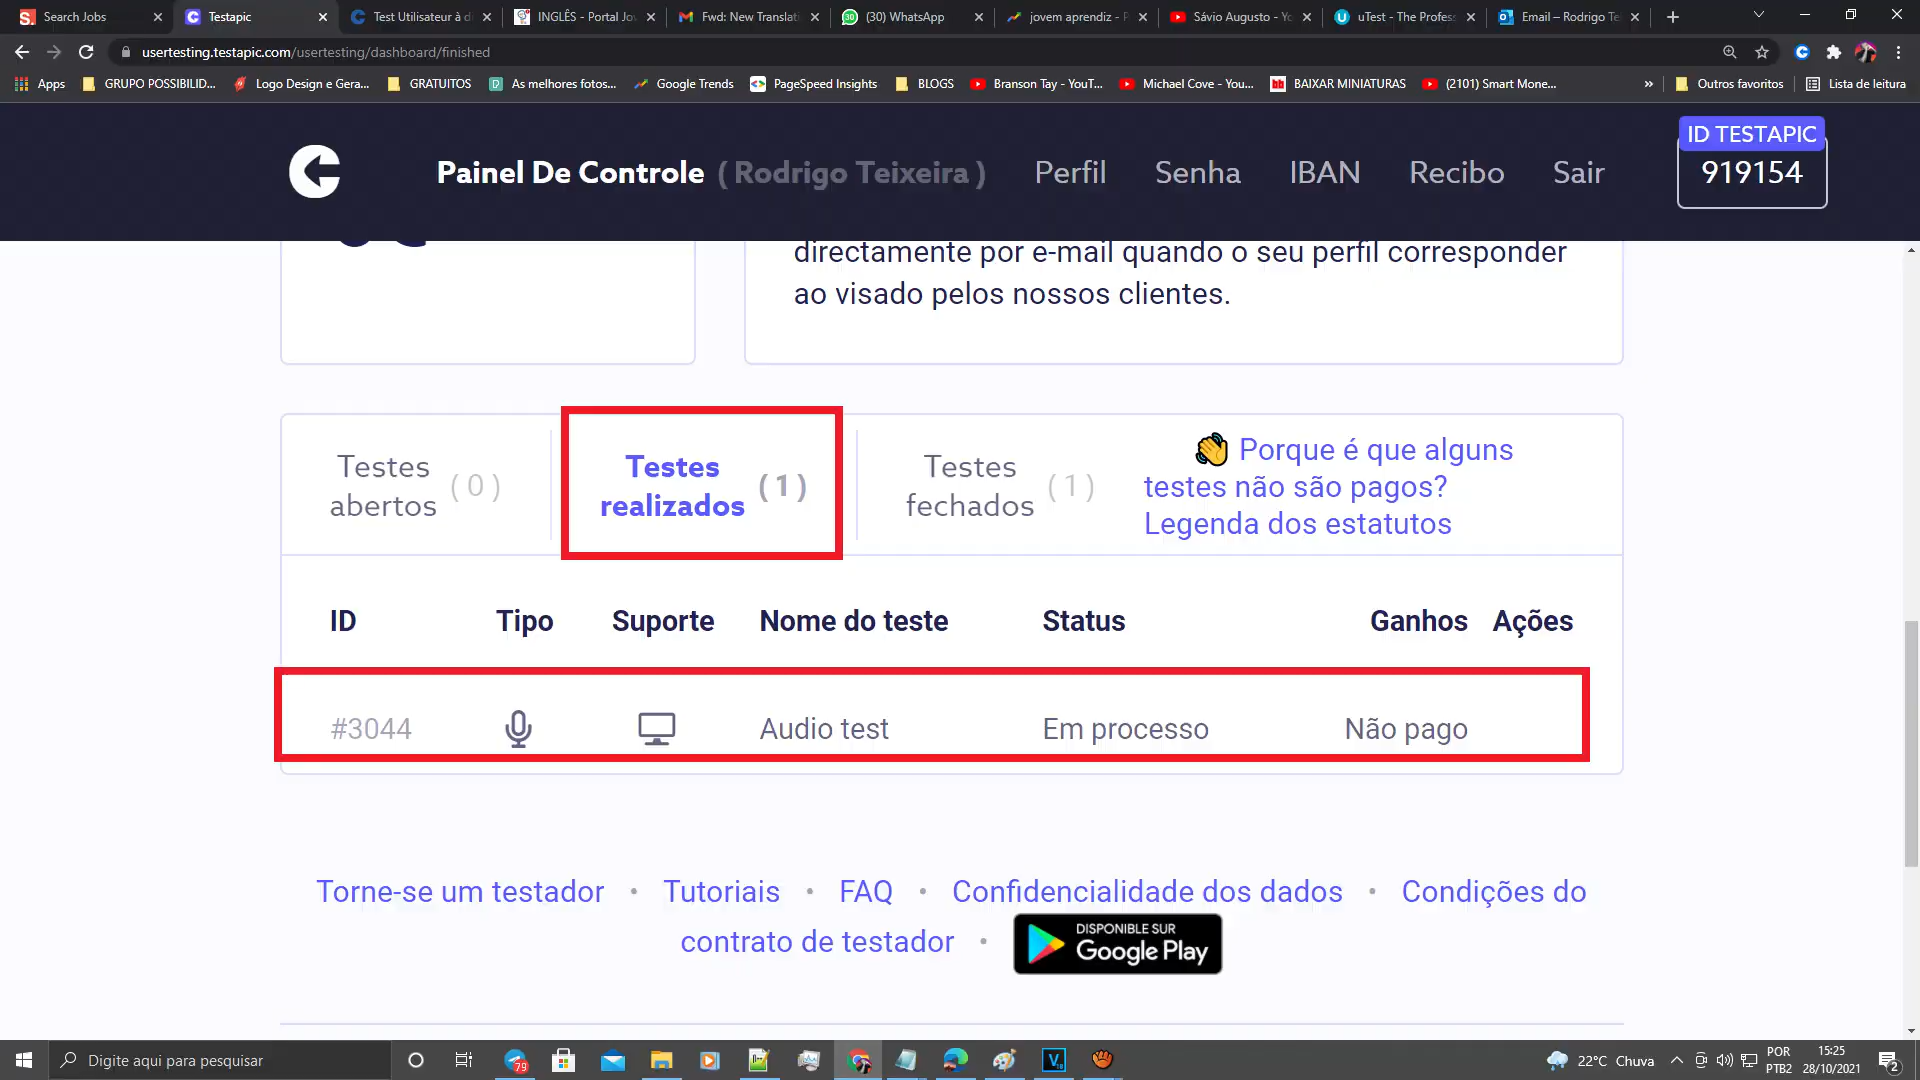 Search Jobs
Testapic
Test Utilisateur à di
INGLÊS - Portal Jov
Fwd: New Translati
(30) WhatsApp
jovem aprendiz - P
Sávio Augusto - Yo
uTest - The Profess
Email – Rodrigo Te
usertesting.testapic.com/usertesting/dashboard/finished
Apps
GRUPO POSSIBILID...
Logo Design e Gera...
GRATUITOS
As melhores fotos...
Google Trends
PageSpeed Insights
BLOGS
Branson Tay - YouT...
Michael Cove - You...
BAIXAR MINIATURAS
(2101) Smart Mone...
»
Outros favoritos
Lista de leitura
Painel De Controle ( Rodrigo Teixeira )
Perfil
Senha
IBAN
Recibo
Sair
ID TESTAPIC
919154
directamente por e-mail quando o seu perfil corresponder
ao visado pelos nossos clientes.
Testes
abertos
( 0 )
Testes
realizados
( 1 )
Testes
fechados
( 1 )
👋 Porque é que alguns
testes não são pagos?
Legenda dos estatutos
ID
Tipo
Suporte
Nome do teste
Status
Ganhos
Ações
#3044
Audio test
Em processo
Não pago
Torne-se um testador • Tutoriais • FAQ • Confidencialidade dos dados • Condições do
contrato de testador •
DISPONIBLE SUR
Google Play
Digite aqui para pesquisar
79
22°C Chuva
POR
PTB2
15:25
28/10/2021
2